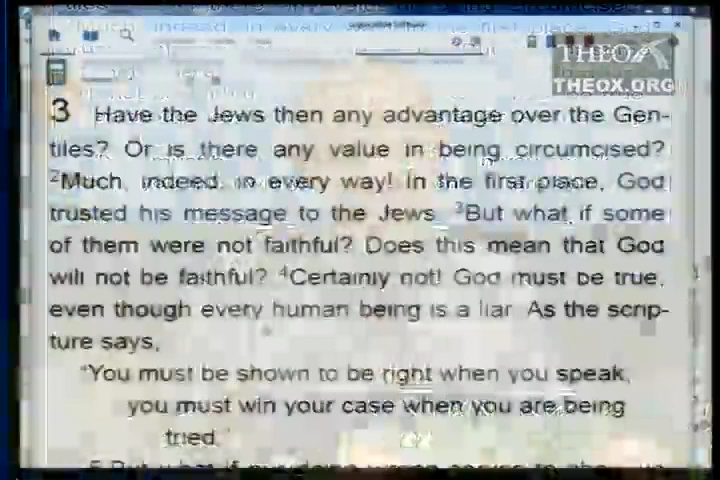 THEOX
THEOX.ORG
3 Have the Jews then any advantage over the Gen-
tiles? Or is there any value in being circumcised?
²Much, indeed, in every way! In the first place, God
trusted his message to the Jews. ³But what if some
of them were not faithful? Does this mean that God
will not be faithful? ⁴Certainly not! God must be true,
even though every human being is a liar. As the scrip-
ture says,
"You must be shown to be right when you speak,
you must win your case when you are being
tried."